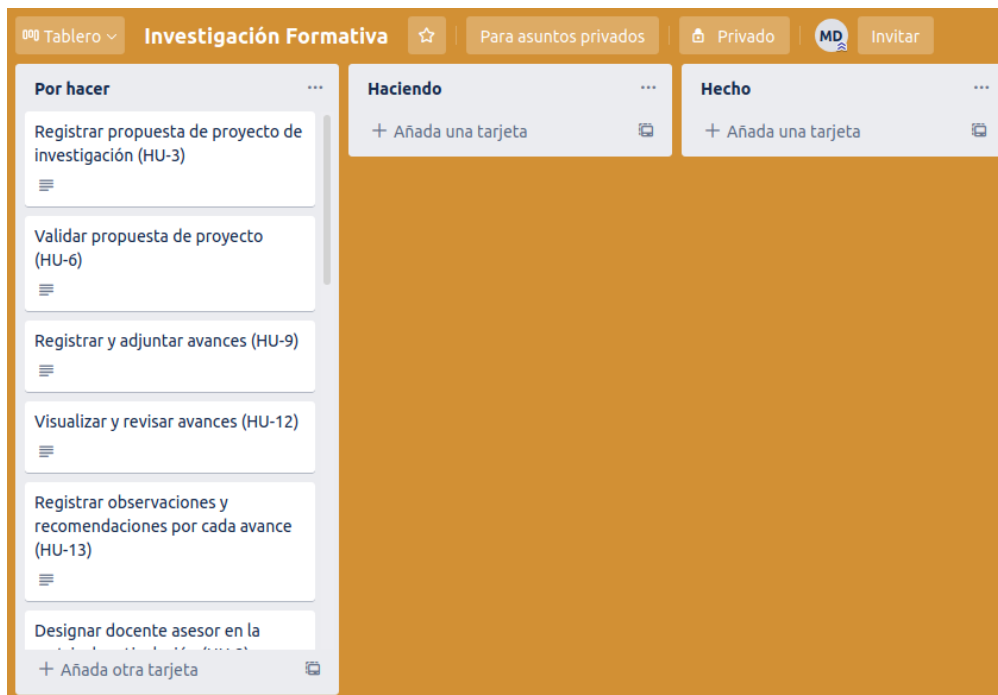 Tablero
Investigación Formativa
Para asuntos privados
Privado
MD
Invitar
Por hacer
Registrar propuesta de proyecto de
investigación (HU-3)
Validar propuesta de proyecto
(HU-6)
Registrar y adjuntar avances (HU-9)
Visualizar y revisar avances (HU-12)
Registrar observaciones y
recomendaciones por cada avance
(HU-13)
Designar docente asesor en la
+ Añada otra tarjeta
Haciendo
+ Añada una tarjeta
Hecho
+ Añada una tarjeta